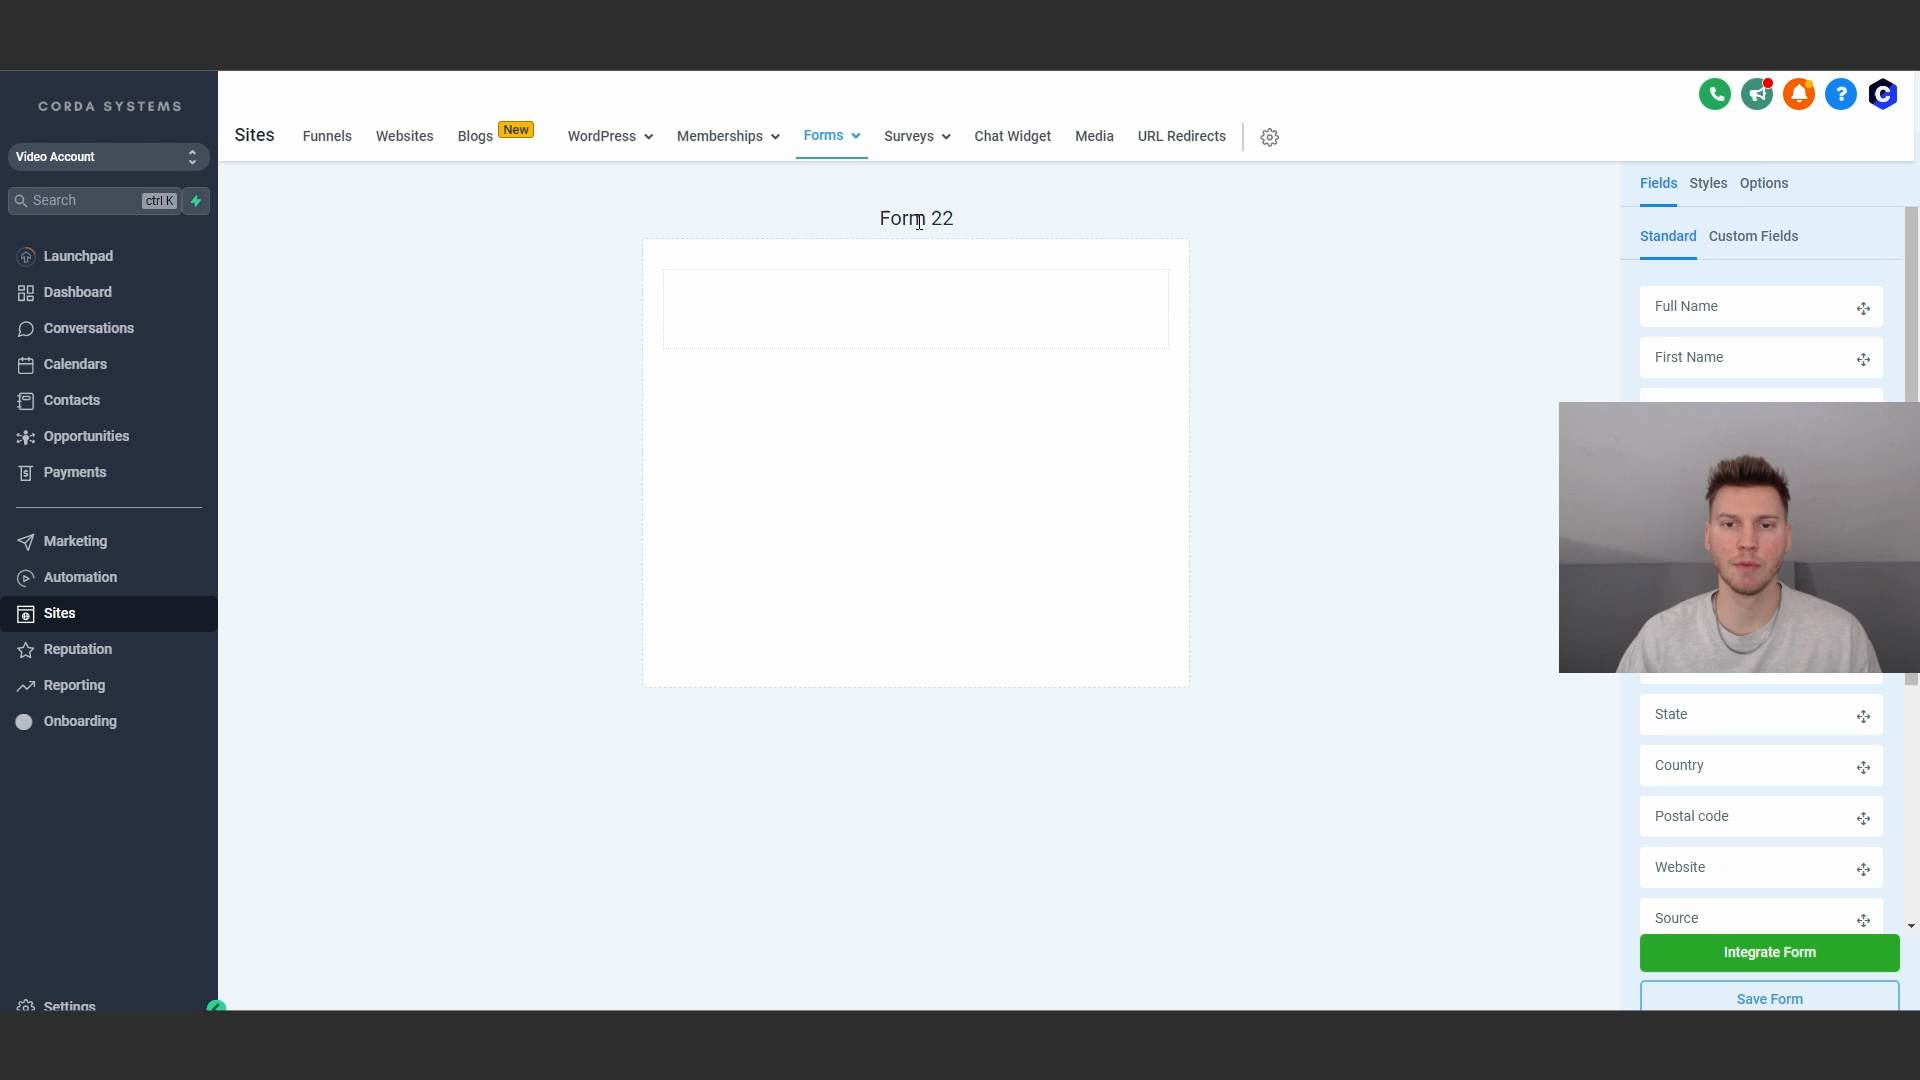 CORDA SYSTEMS
Video Account
Search
ctrl K
Launchpad
Dashboard
Conversations
Calendars
Contacts
Opportunities
Payments
Marketing
Automation
Sites
Reputation
Reporting
Onboarding
Settings
Sites
Funnels
Websites
Blogs
New
WordPress
Memberships
Forms
Surveys
Chat Widget
Media
URL Redirects
?
C
Form 22
Fields
Styles
Options
Standard
Custom Fields
Full Name
First Name
State
Country
Postal code
Website
Source
Integrate Form
Save Form